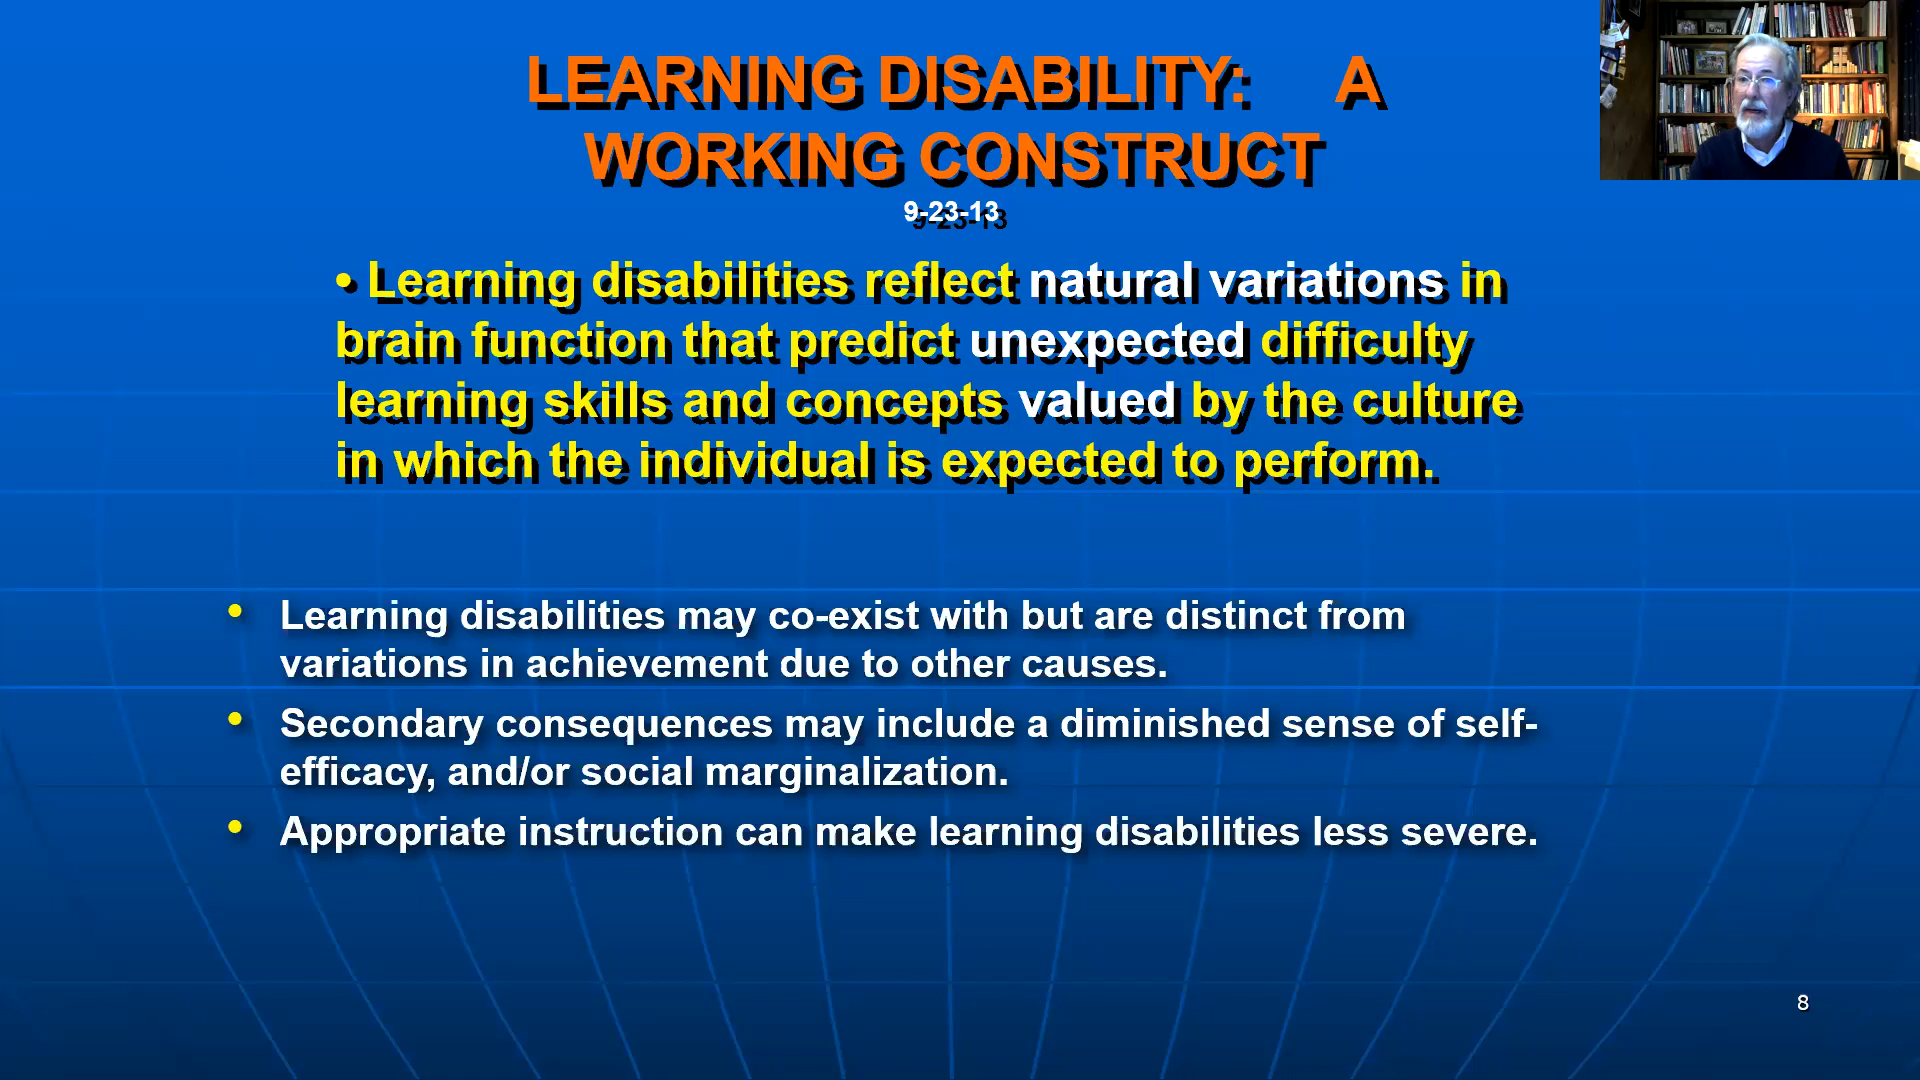 LEARNING DISABILITY: A
WORKING CONSTRUCT
9-23-13
• Learning disabilities reflect natural variations in
brain function that predict unexpected difficulty
learning skills and concepts valued by the culture
in which the individual is expected to perform.
• Learning disabilities may co-exist with but are distinct from
variations in achievement due to other causes.
• Secondary consequences may include a diminished sense of self-
efficacy, and/or social marginalization.
• Appropriate instruction can make learning disabilities less severe.
8